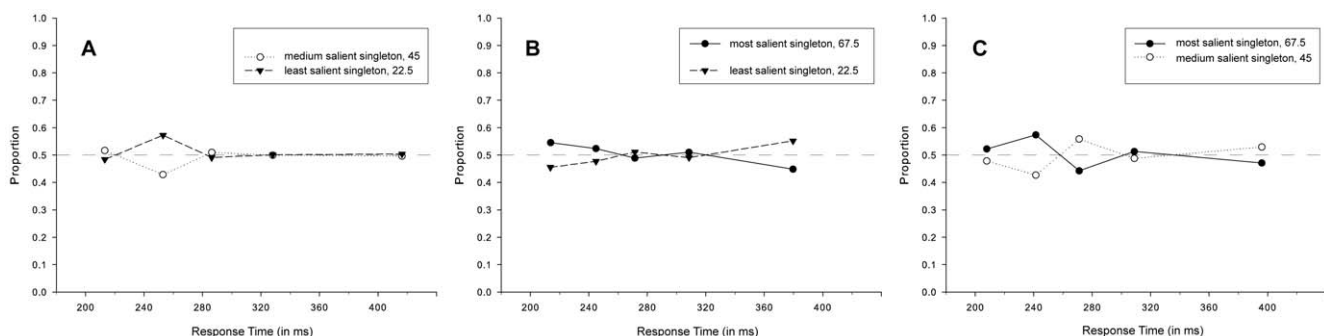 A
medium salient singleton, 45
least salient singleton, 22.5
Proportion
1.0
0.9
0.8
0.7
0.6
0.5
0.4
0.3
0.2
0.1
0.0
200 240 280 320 360 400
Response Time (in ms)
B
most salient singleton, 67.5
least salient singleton, 22.5
Proportion
1.0
0.9
0.8
0.7
0.6
0.5
0.4
0.3
0.2
0.1
0.0
200 240 280 320 360 400
Response Time (in ms)
C
most salient singleton, 67.5
medium salient singleton, 45
Proportion
1.0
0.9
0.8
0.7
0.6
0.5
0.4
0.3
0.2
0.1
0.0
200 240 280 320 360 400
Response Time (in ms)